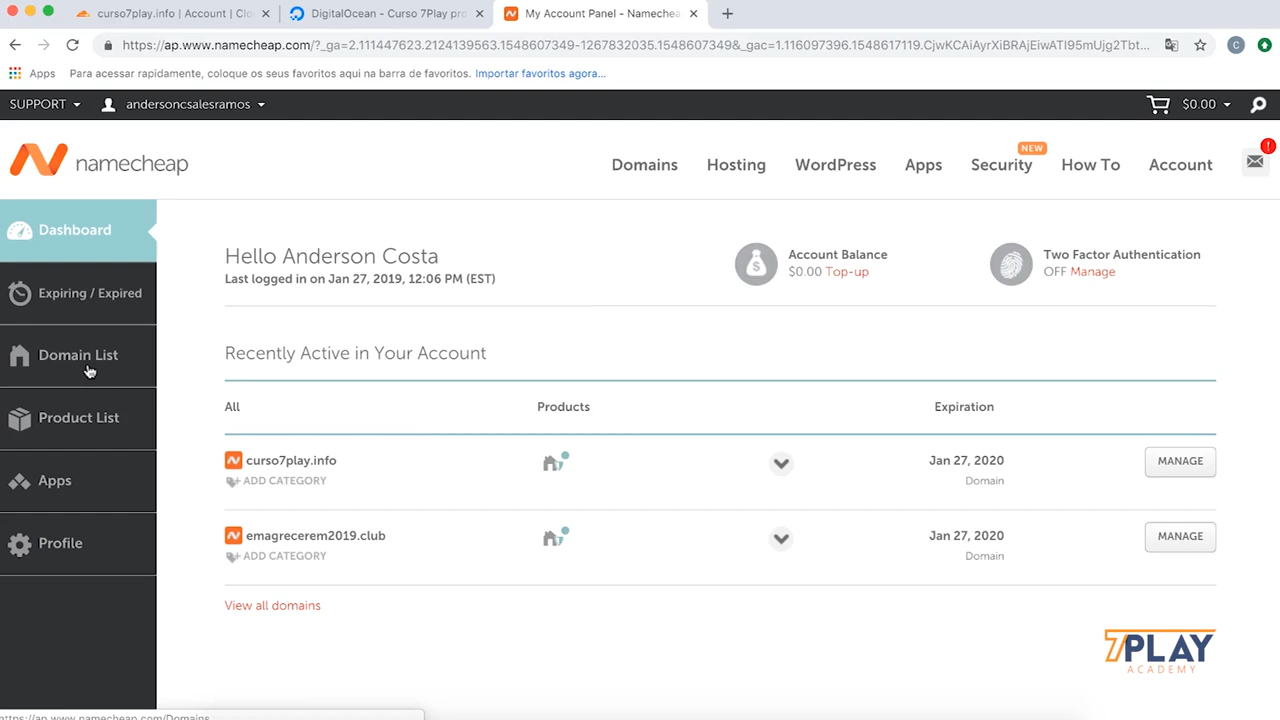 curso7play.info | Account | Clo
DigitalOcean - Curso 7Play pro
My Account Panel - Namechea
https://ap.www.namecheap.com/?_ga=2.111447623.2124139563.1548607349-1267832035.1548607349&_gac=1.116097396.1548617119.CjwKCAiAyrXiBRAjEiwATI95mUjg2Tbt...
C
Apps
Para acessar rapidamente, coloque os seus favoritos aqui na barra de favoritos. Importar favoritos agora...
SUPPORT
andersoncsalesramos
$0.00
namecheap
Domains
Hosting
WordPress
Apps
Security
NEW
How To
Account
!
Dashboard
Expiring / Expired
Domain List
Product List
Apps
Profile
Hello Anderson Costa
Last logged in on Jan 27, 2019, 12:06 PM (EST)
Account Balance
$0.00 Top-up
Two Factor Authentication
OFF Manage
Recently Active in Your Account
All
Products
Expiration
curso7play.info
ADD CATEGORY
Jan 27, 2020
Domain
MANAGE
emagrecerem2019.club
ADD CATEGORY
Jan 27, 2020
Domain
MANAGE
View all domains
7PLAY
ACADEMY
https://ap.www.namecheap.com/Domains